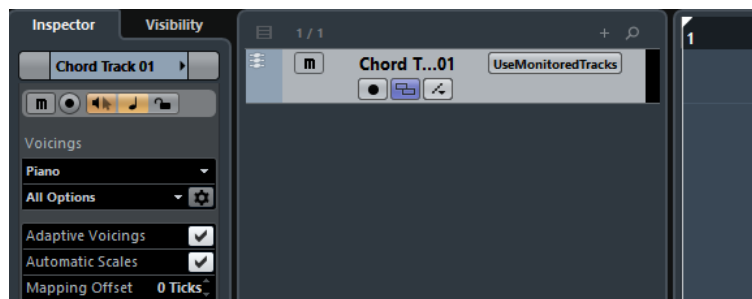 Inspector
Visibility
1 / 1
1
Chord Track 01
m
Chord T...01
UseMonitoredTracks
m
Voicings
Piano
All Options
Adaptive Voicings
Automatic Scales
Mapping Offset 0 Ticks